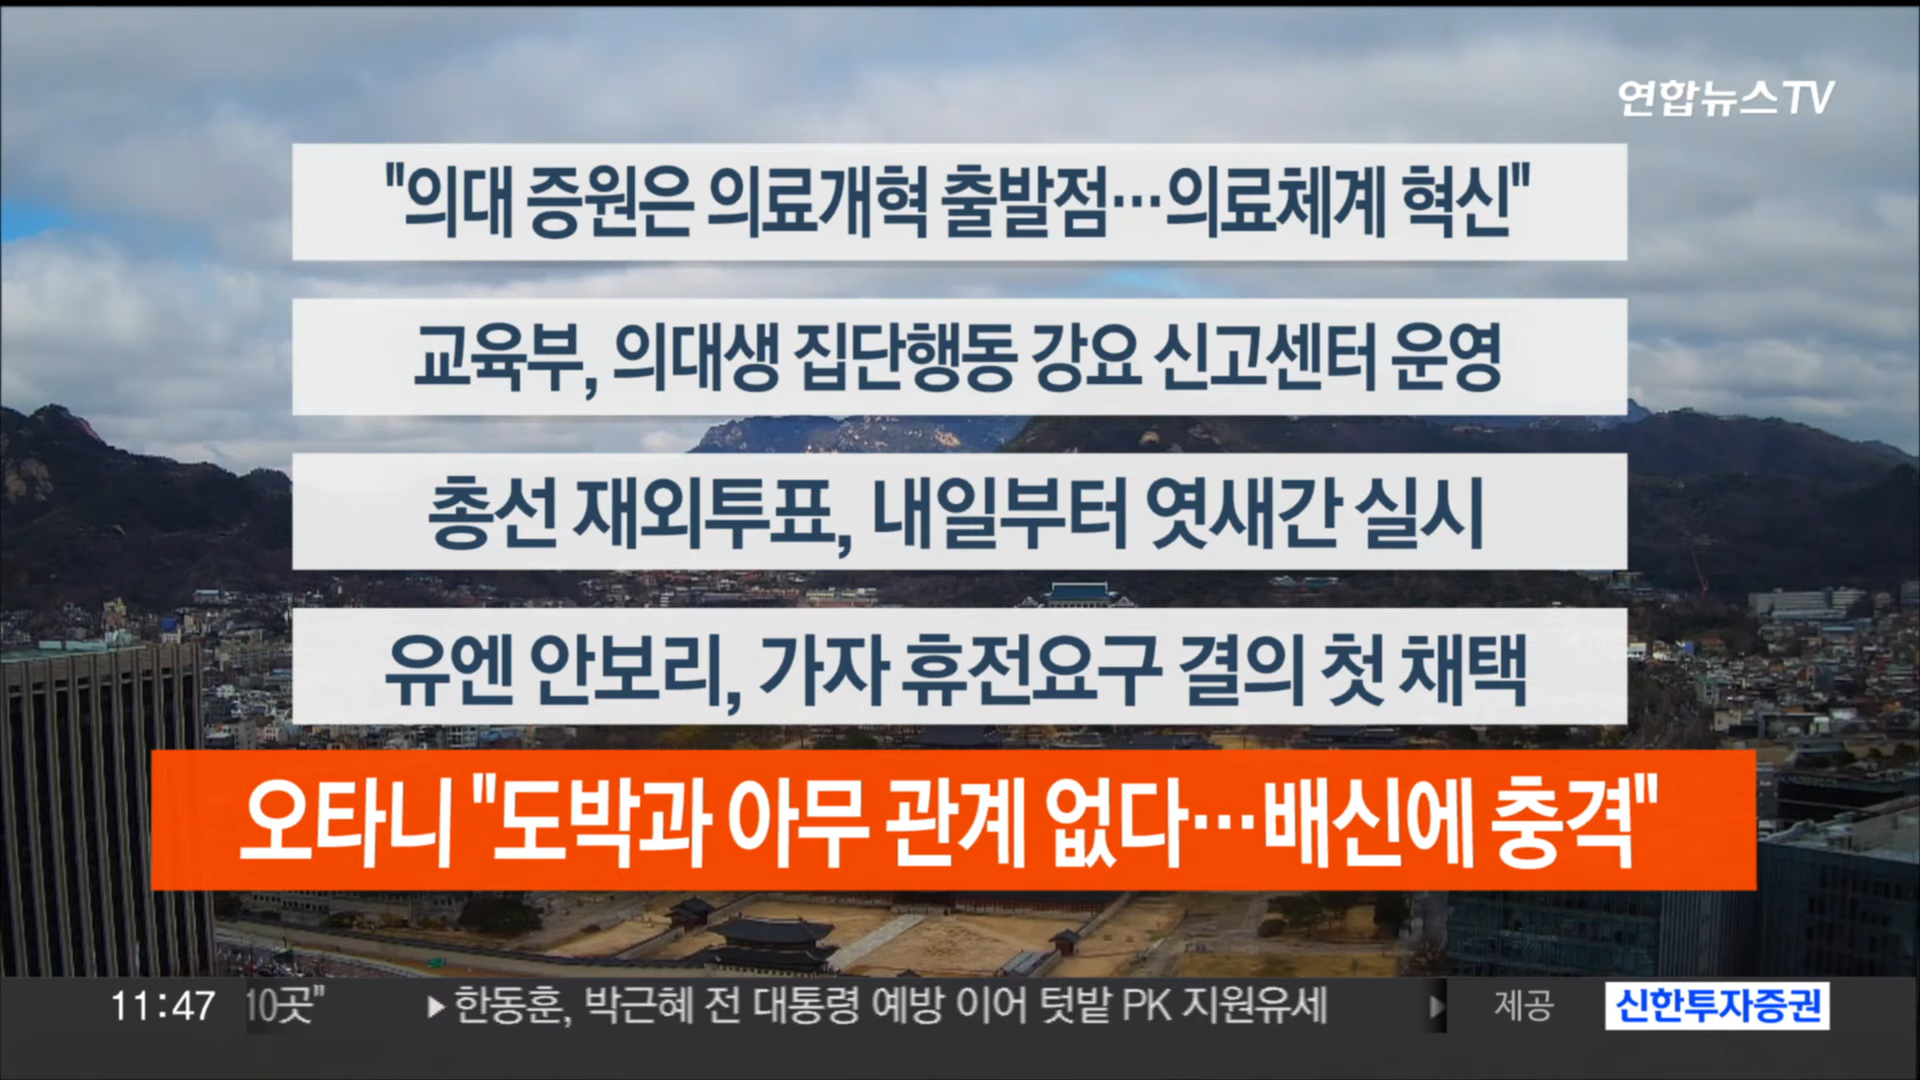 연합뉴스TV
"의대 증원은 의료개혁 출발점…의료체계 혁신"
교육부, 의대생 집단행동 강요 신고센터 운영
총선 재외투표, 내일부터 엿새간 실시
유엔 안보리, 가자 휴전요구 결의 첫 채택
오타니 "도박과 아무 관계 없다…배신에 충격"
11:47 10곳" ▶한동훈, 박근혜 전 대통령 예방 이어 텃밭 PK 지원유세 제공 신한투자증권